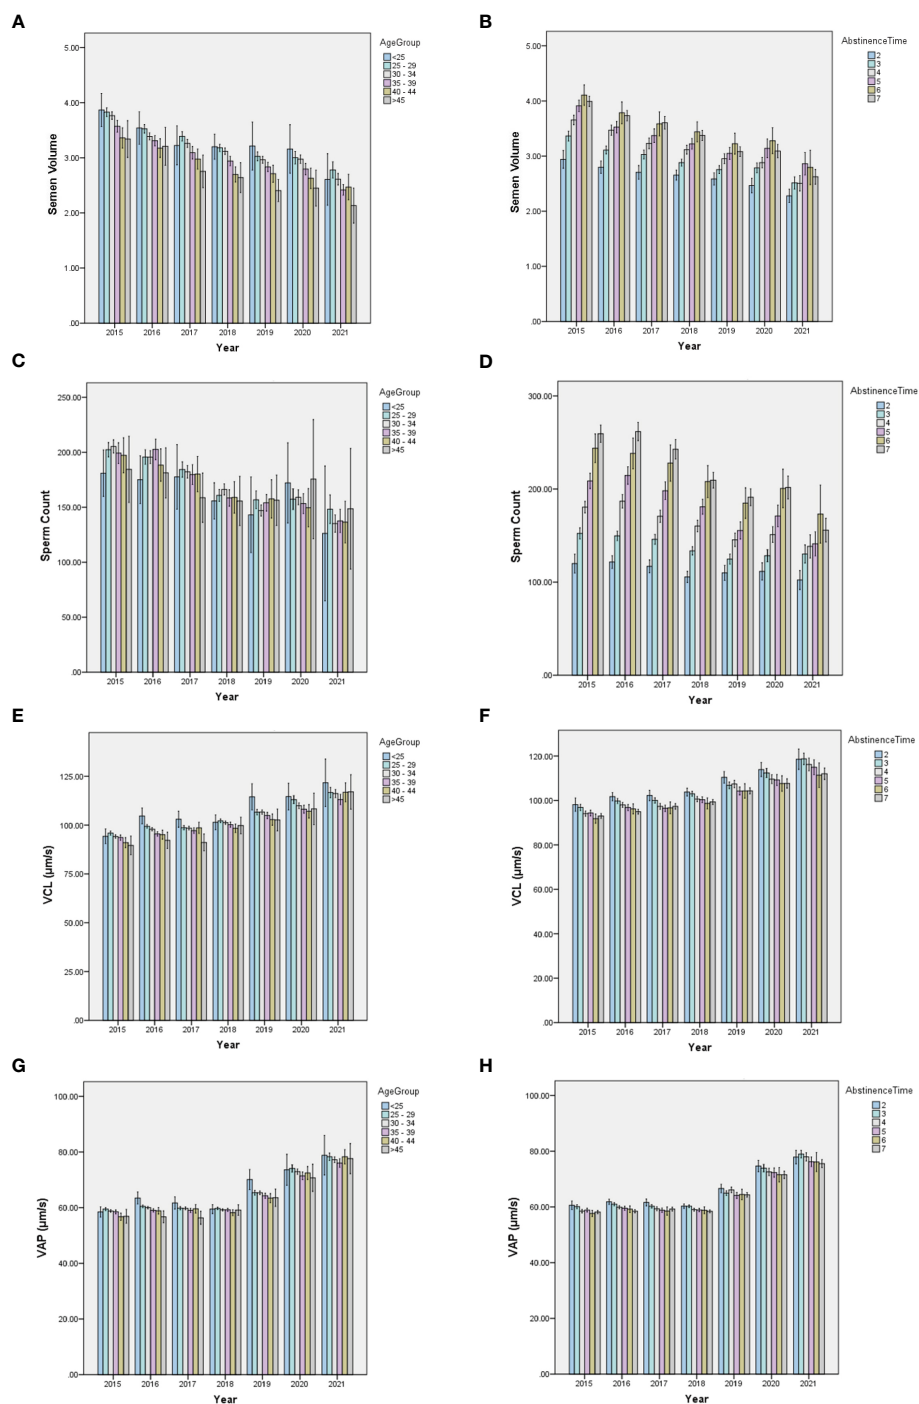 A
AgeGroup
<25
25 - 29
30 - 34
35 - 39
40 - 44
>45
5.00
4.00
3.00
2.00
1.00
.00
Semen Volume
2015 2016 2017 2018 2019 2020 2021
Year
B
AbstinenceTime
2
3
4
5
6
7
5.00
4.00
3.00
2.00
1.00
.00
Semen Volume
2015 2016 2017 2018 2019 2020 2021
Year
C
AgeGroup
<25
25 - 29
30 - 34
35 - 39
40 - 44
>45
250.00
200.00
150.00
100.00
50.00
.00
Sperm Count
2015 2016 2017 2018 2019 2020 2021
Year
D
AbstinenceTime
2
3
4
5
6
7
300.00
200.00
100.00
.00
Sperm Count
2015 2016 2017 2018 2019 2020 2021
Year
E
AgeGroup
<25
25 - 29
30 - 34
35 - 39
40 - 44
>45
125.00
100.00
75.00
50.00
25.00
.00
VCL (μm/s)
2015 2016 2017 2018 2019 2020 2021
Year
F
AbstinenceTime
2
3
4
5
6
7
120.00
100.00
80.00
60.00
40.00
20.00
.00
VCL (μm/s)
2015 2016 2017 2018 2019 2020 2021
Year
G
AgeGroup
<25
25 - 29
30 - 34
35 - 39
40 - 44
>45
100.00
80.00
60.00
40.00
20.00
.00
VAP (μm/s)
2015 2016 2017 2018 2019 2020 2021
Year
H
AbstinenceTime
2
3
4
5
6
7
100.00
80.00
60.00
40.00
20.00
.00
VAP (μm/s)
2015 2016 2017 2018 2019 2020 2021
Year